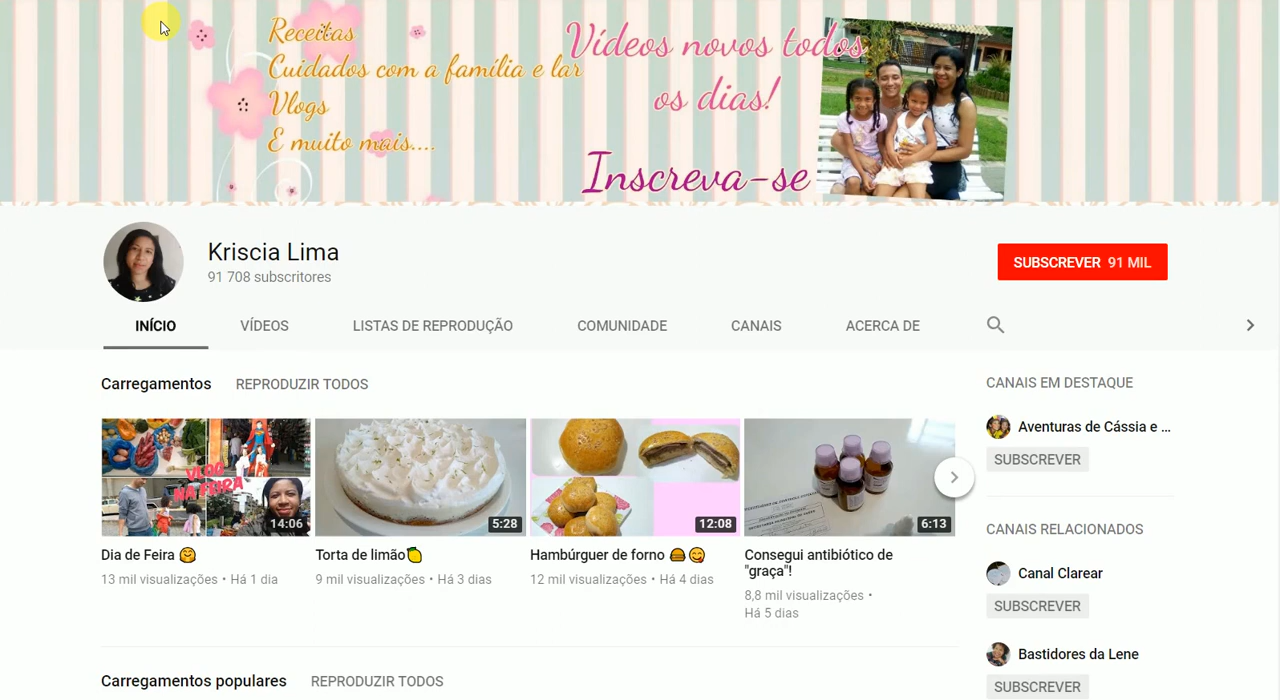 Receitas
Cuidados com a família e lar
Vlogs
E muito mais....
Vídeos novos todos
os dias!
Inscreva-se
Kriscia Lima
91 708 subscritores
SUBSCREVER 91 MIL
INÍCIO VÍDEOS LISTAS DE REPRODUÇÃO COMUNIDADE CANAIS ACERCA DE
Carregamentos REPRODUZIR TODOS
VLOG
NA FEIRA
14:06
5:28
12:08
6:13
Dia de Feira 🤗
13 mil visualizações • Há 1 dia
Torta de limão🍋
9 mil visualizações • Há 3 dias
Hambúrguer de forno 🍔😋
12 mil visualizações • Há 4 dias
Consegui antibiótico de
"graça"!
8,8 mil visualizações •
Há 5 dias
Carregamentos populares REPRODUZIR TODOS
CANAIS EM DESTAQUE
Aventuras de Cássia e ...
SUBSCREVER
CANAIS RELACIONADOS
Canal Clarear
SUBSCREVER
Bastidores da Lene
SUBSCREVER